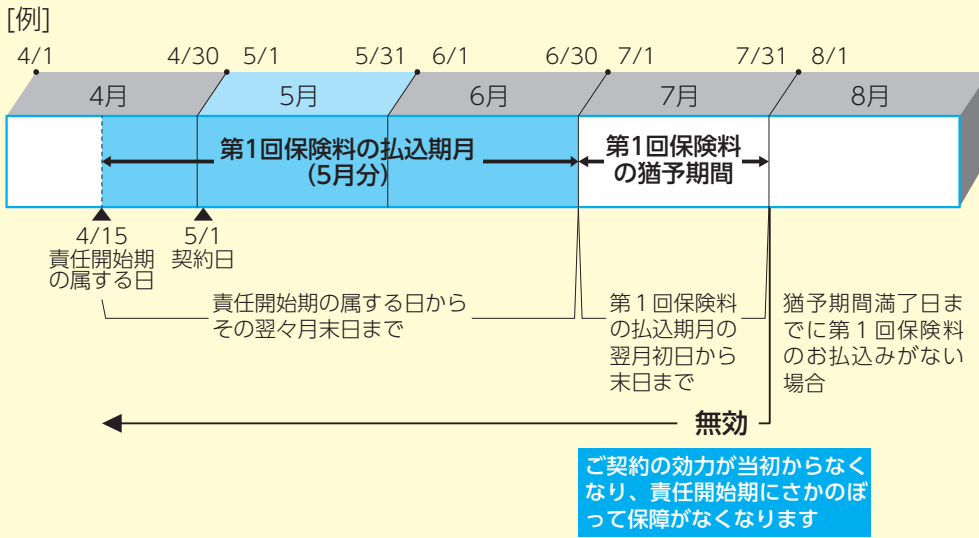 [例]
4/1 4/30 5/1 5/31 6/1 6/30 7/1 7/31 8/1
4月 5月 6月 7月 8月
第1回保険料の払込期月
(5月分)
第1回保険料
の猶予期間
4/15
責任開始期
の属する日
5/1
契約日
責任開始期の属する日から
その翌々月末日まで
第1回保険料
の払込期月の
翌月初日から
末日まで
猶予期間満了日ま
でに第1回保険料
のお払込みがない
場合
無効
ご契約の効力が当初からなく
なり、責任開始期にさかのぼ
って保障がなくなります